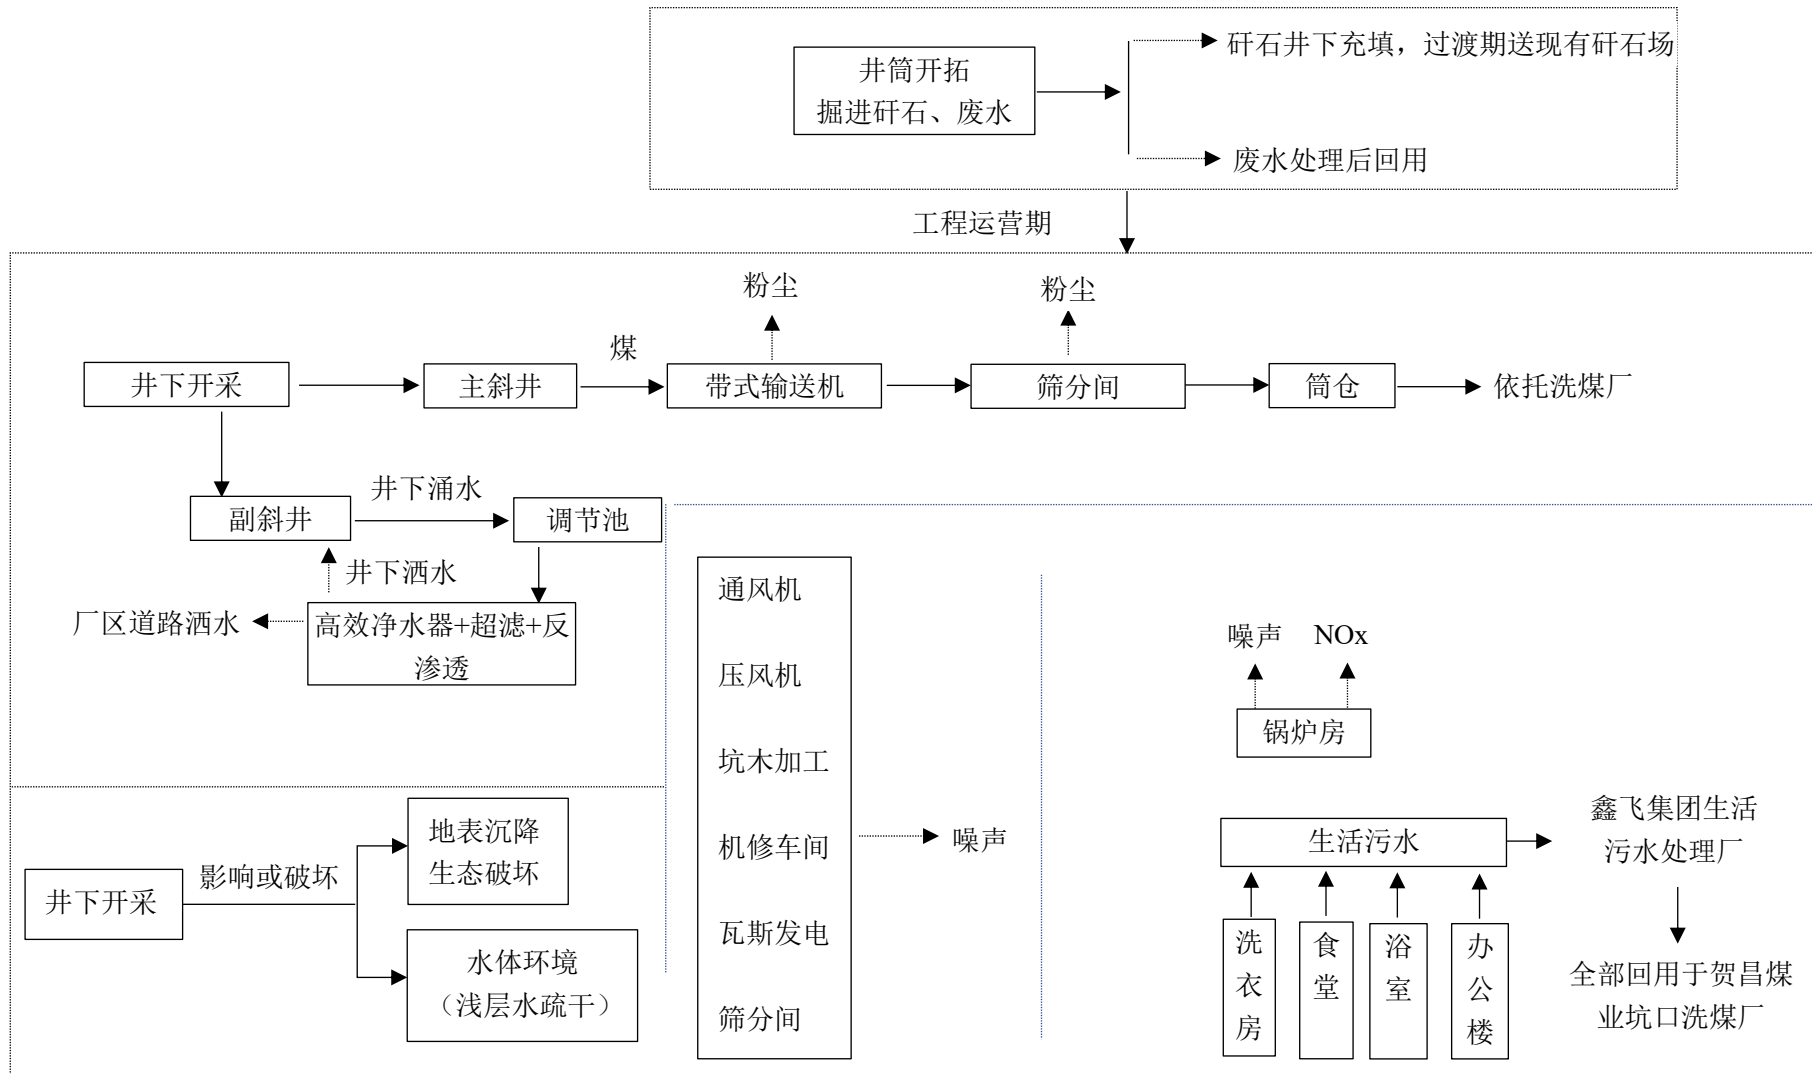 井筒开拓
掘进矸石、废水
矸石井下充填，过渡期送现有矸石场
废水处理后回用
工程运营期
粉尘
粉尘
井下开采
主斜井
煤
带式输送机
筛分间
筒仓
依托洗煤厂
副斜井
井下涌水
调节池
井下洒水
厂区道路洒水
高效净水器+超滤+反
渗透
井下开采
影响或破坏
地表沉降
生态破坏
水体环境
（浅层水疏干）
通风机
压风机
坑木加工
机修车间
瓦斯发电
筛分间
噪声
噪声
NOx
锅炉房
生活污水
洗衣房
食堂
浴室
办公楼
鑫飞集团生活
污水处理厂
全部回用于贺昌煤
业坑口洗煤厂